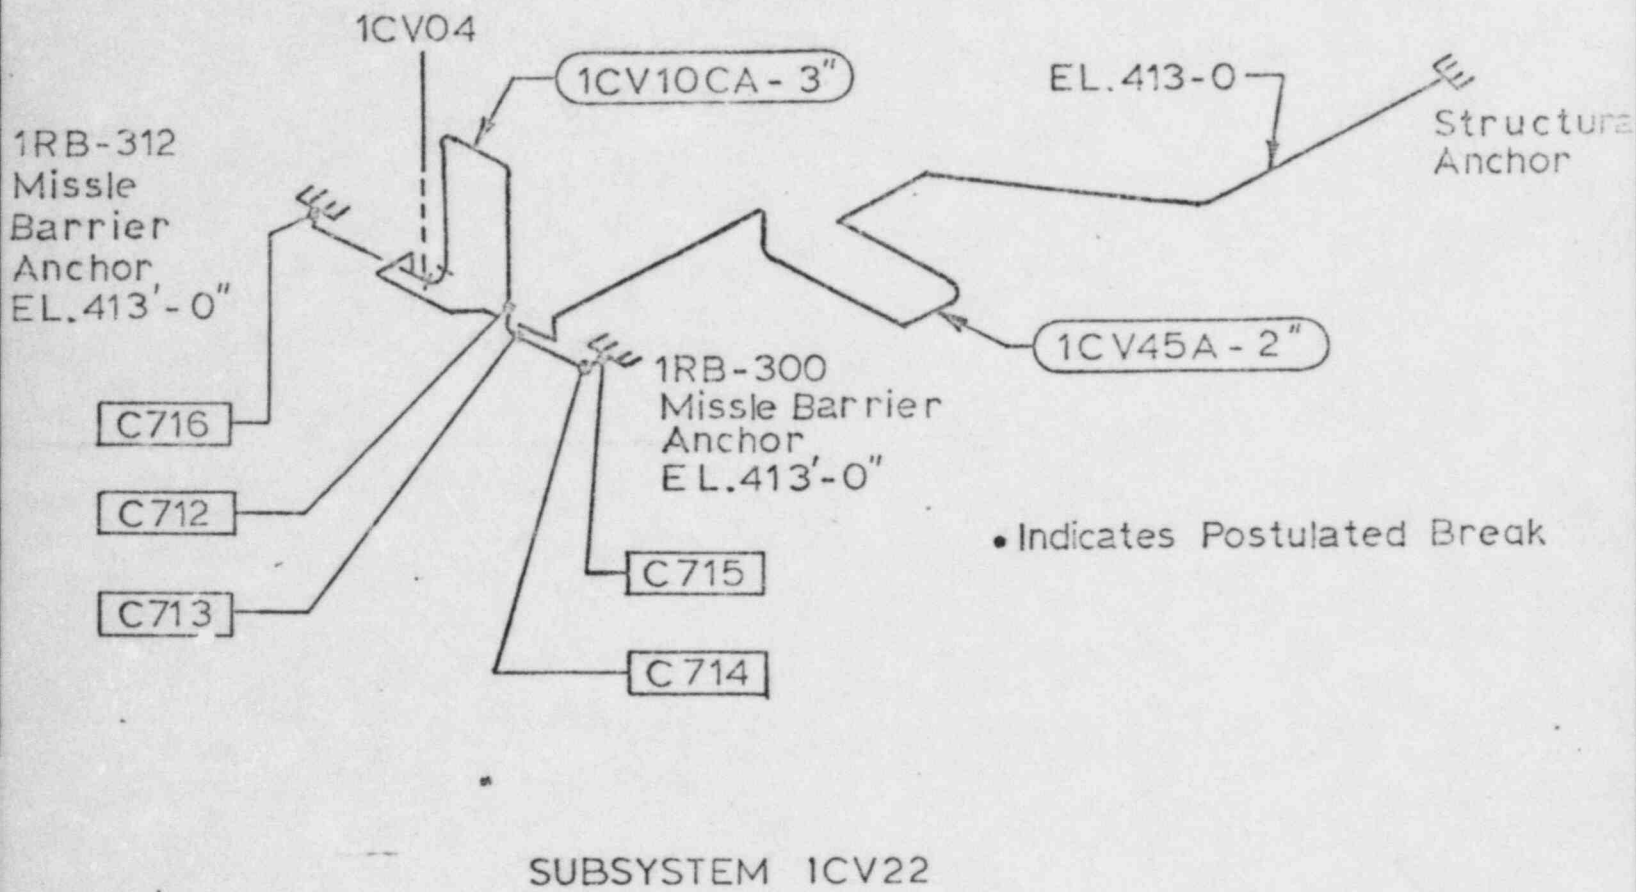 1CV04
1CV10CA-3"
EL.413-0
Structura
Anchor
1RB-312
Missle
Barrier
Anchor
EL.413'-0"
1CV45A-2"
1RB-300
Missle Barrier
Anchor
EL.413'-0"
C716
C712
C713
C715
C714
• Indicates Postulated Break
SUBSYSTEM 1CV22